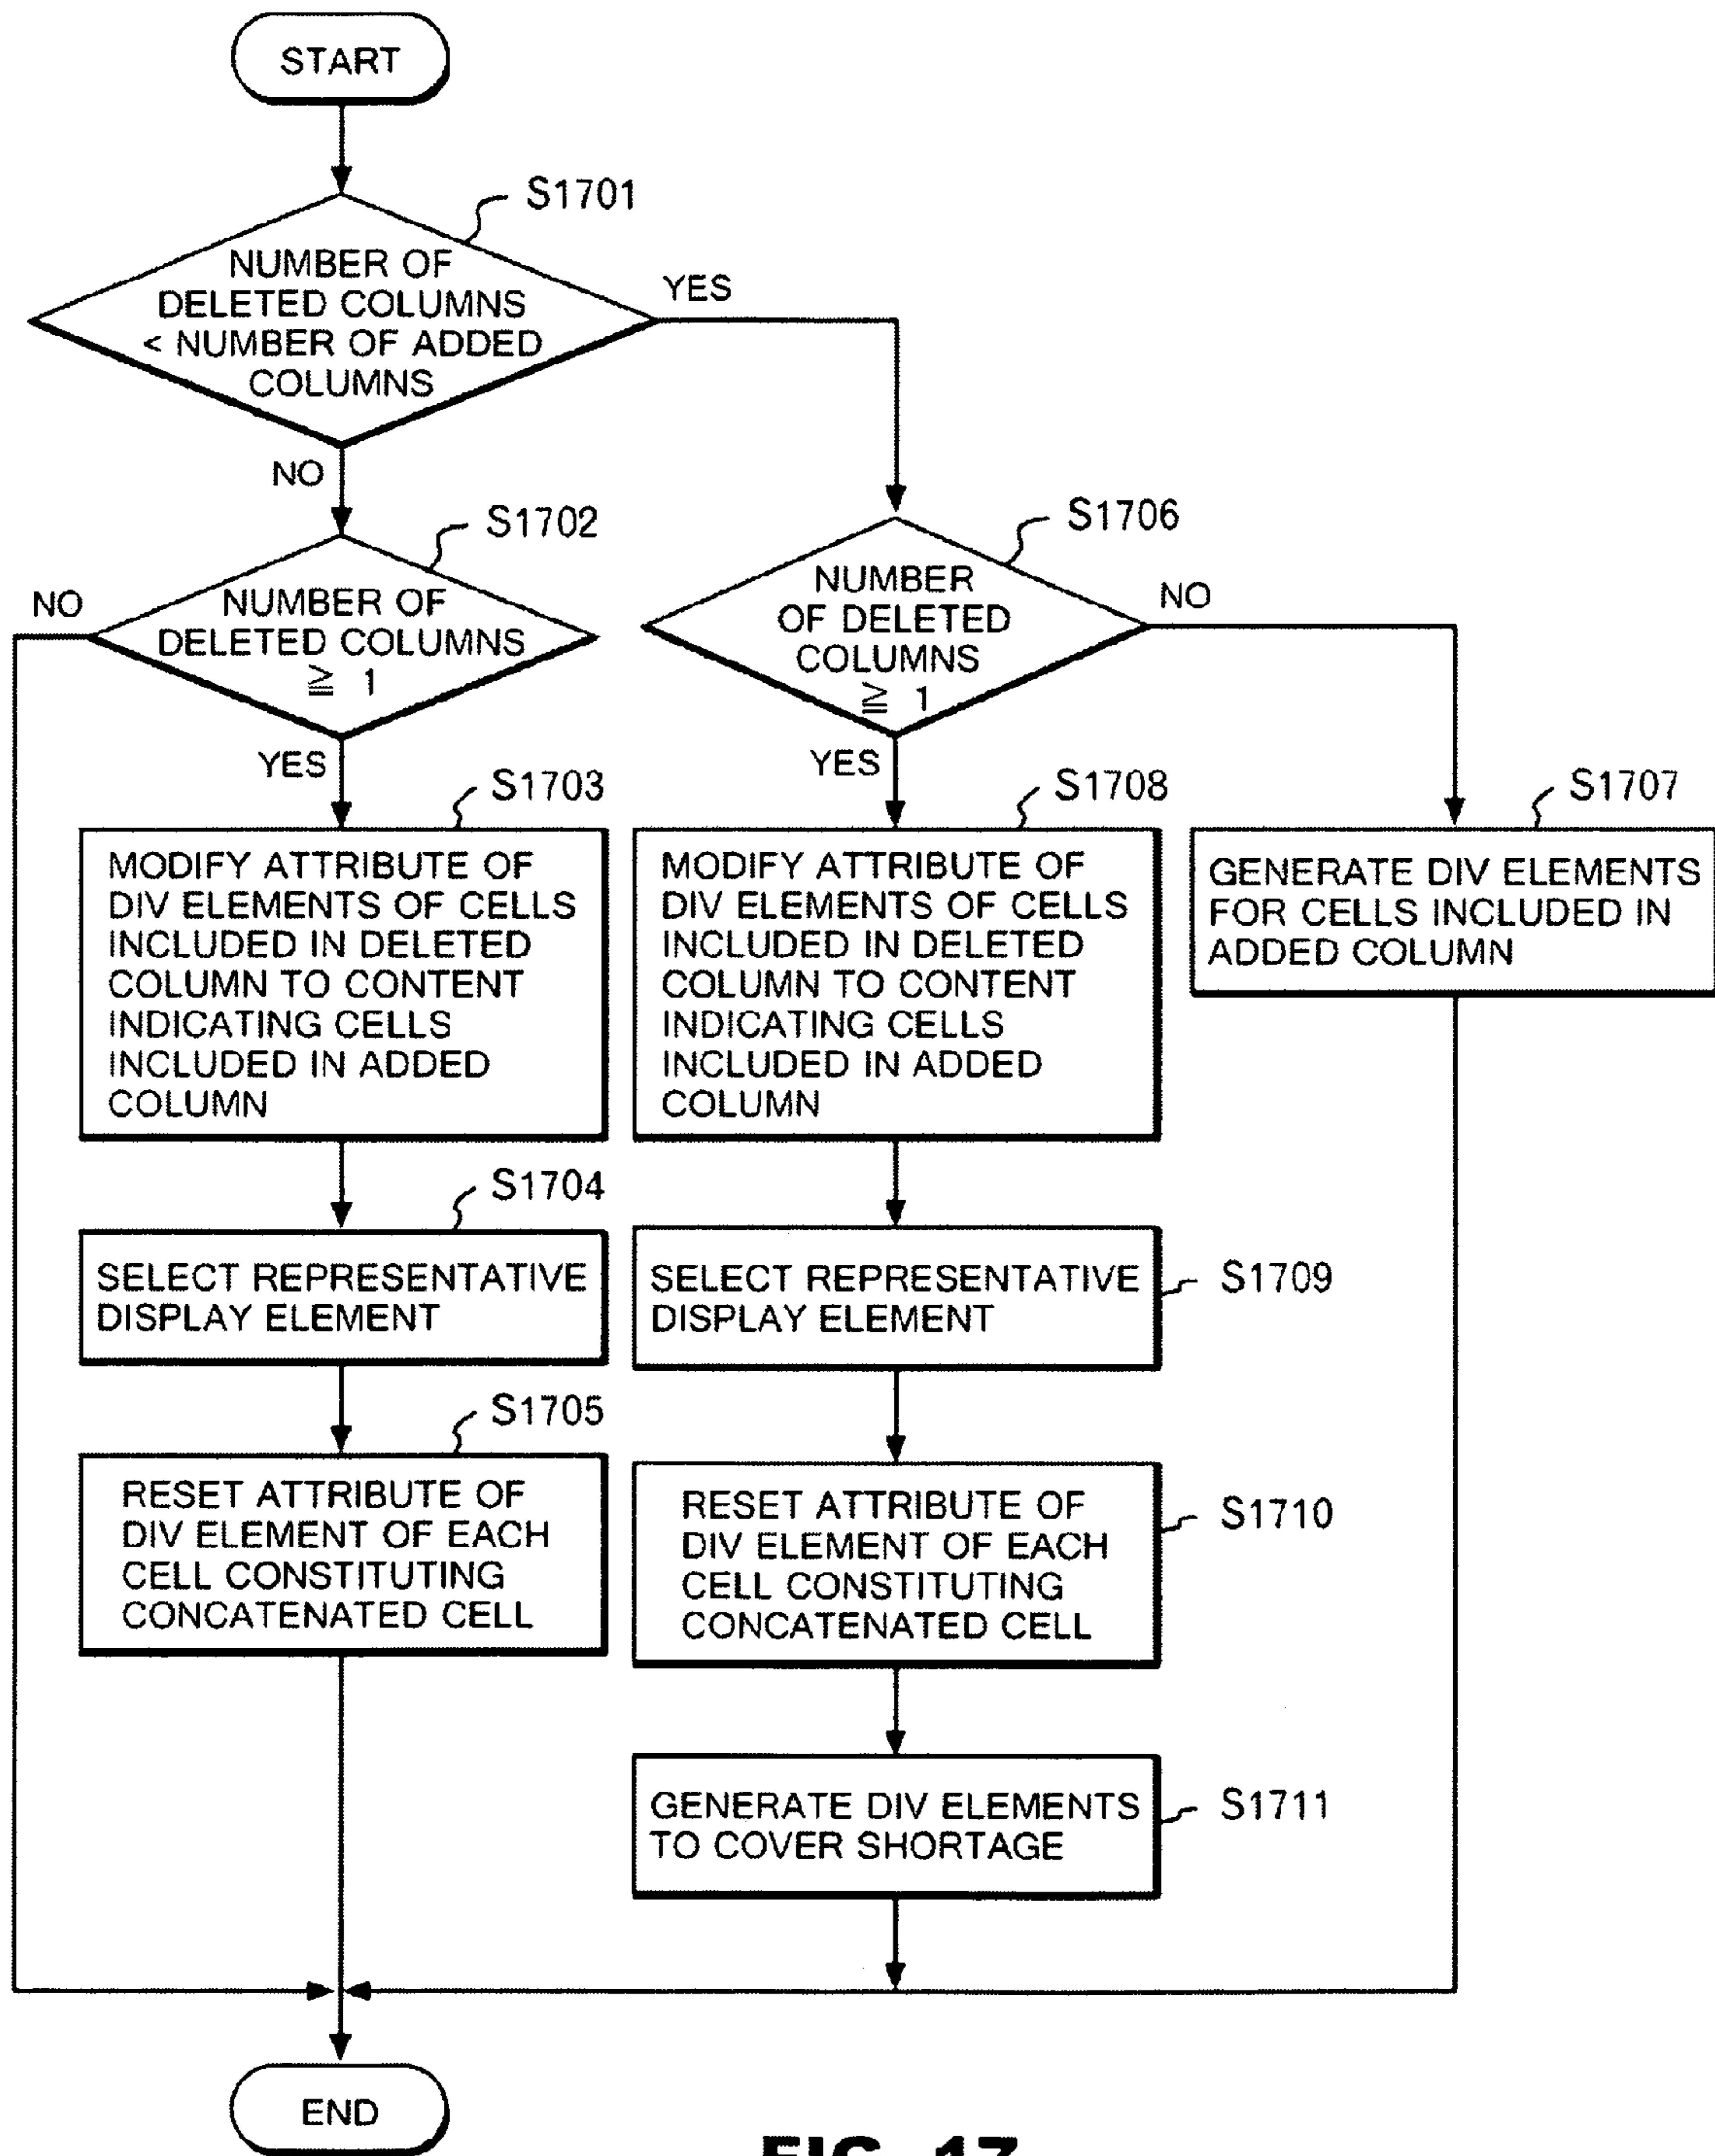 START
S1701
NUMBER OF
DELETED COLUMNS
< NUMBER OF ADDED
COLUMNS
YES
NO
S1702
NUMBER OF
DELETED COLUMNS
≧ 1
NO
YES
S1706
NUMBER
OF DELETED
COLUMNS
≧ 1
NO
YES
S1703
MODIFY ATTRIBUTE OF
DIV ELEMENTS OF CELLS
INCLUDED IN DELETED
COLUMN TO CONTENT
INDICATING CELLS
INCLUDED IN ADDED
COLUMN
S1708
MODIFY ATTRIBUTE OF
DIV ELEMENTS OF CELLS
INCLUDED IN DELETED
COLUMN TO CONTENT
INDICATING CELLS
INCLUDED IN ADDED
COLUMN
S1707
GENERATE DIV ELEMENTS
FOR CELLS INCLUDED IN
ADDED COLUMN
S1704
SELECT REPRESENTATIVE
DISPLAY ELEMENT
S1709
SELECT REPRESENTATIVE
DISPLAY ELEMENT
S1705
RESET ATTRIBUTE OF
DIV ELEMENT OF EACH
CELL CONSTITUTING
CONCATENATED CELL
S1710
RESET ATTRIBUTE OF
DIV ELEMENT OF EACH
CELL CONSTITUTING
CONCATENATED CELL
S1711
GENERATE DIV ELEMENTS
TO COVER SHORTAGE
END
FIG. 17